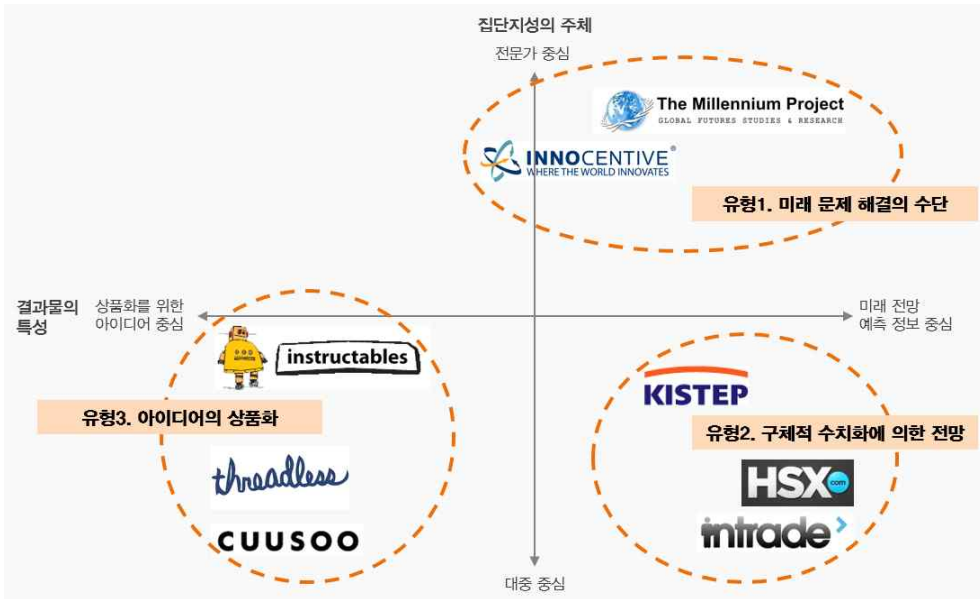 집단지성의 주체
전문가 중심
The Millennium Project
GLOBAL FUTURES STUDIES & RESEARCH
INNOCENTIVE®
WHERE THE WORLD INNOVATES
유형1. 미래 문제 해결의 수단
결과물의
특성
상품화를 위한
아이디어 중심
미래 전망
예측 정보 중심
instructables
KISTEP
유형3. 아이디어의 상품화
유형2. 구체적 수치화에 의한 전망
threadless
HSX.com
CUUSOO
intrade
대중 중심